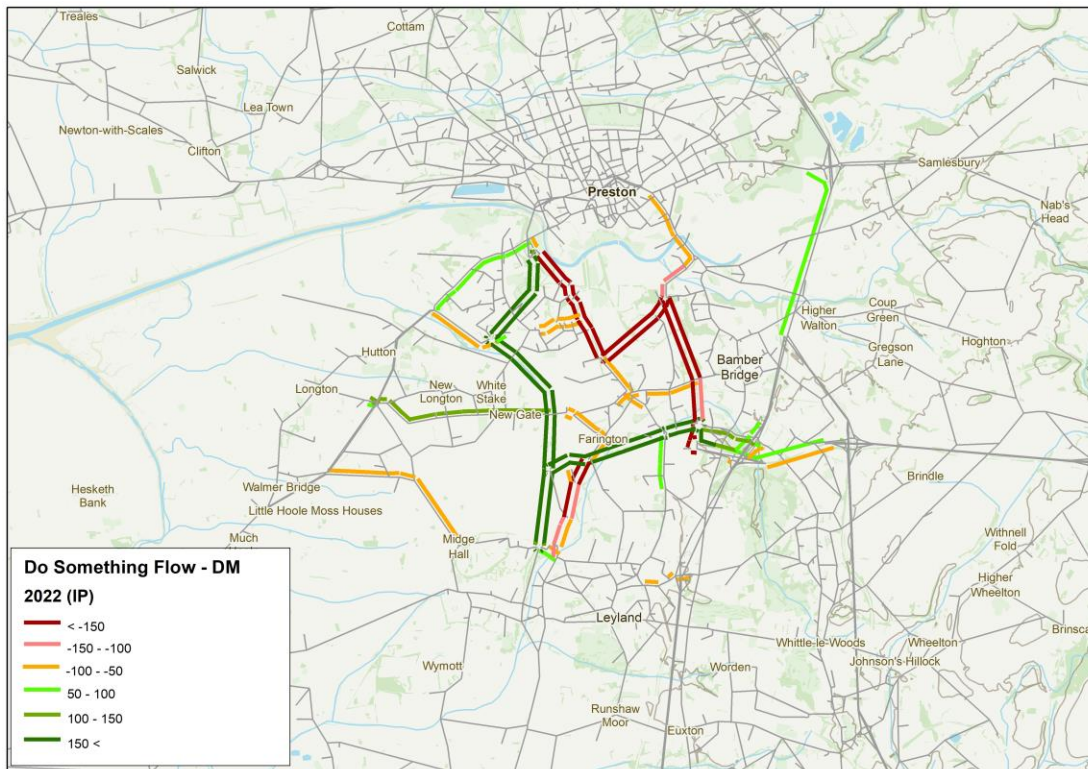 Treales
Cottam
Salwick
Lea Town
Newton-with-Scales
Clifton
Samlesbury
Preston
Nab's
Head
Higher
Walton
Coup
Green
Gregson
Lane
Hoghton
Hutton
Bamber
Bridge
Longton
New
Longton
White
Stake
New Gate
Farington
Walmer Bridge
Little Hoole Moss Houses
Hesketh
Bank
Brindle
Much
Midge
Hall
Withnell
Fold
Higher
Wheelton
Leyland
Whittle-le-Woods
Wheelton
Brinsca
Johnson's Hillock
Wymott
Worden
Runshaw
Moor
Euxton
Do Something Flow - DM
2022 (IP)
< -150
-150 - -100
-100 - -50
50 - 100
100 - 150
150 <